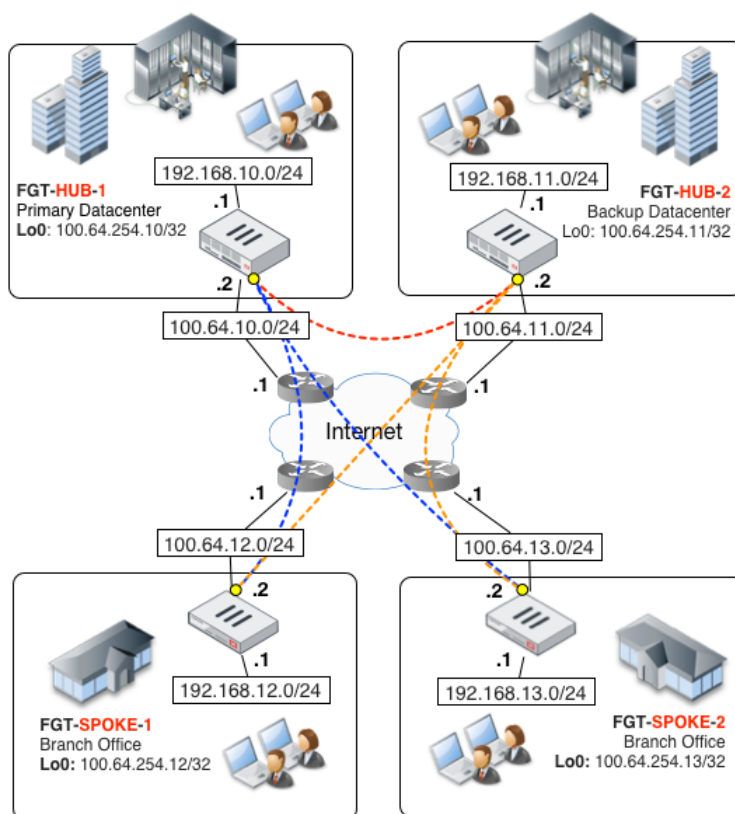 192.168.10.0/24
192.168.11.0/24
FGT-HUB-1
Primary Datacenter
Lo0: 100.64.254.10/32
.1
.1
FGT-HUB-2
Backup Datacenter
Lo0: 100.64.254.11/32
.2
.2
100.64.10.0/24
100.64.11.0/24
.1
.1
Internet
.1
.1
100.64.12.0/24
100.64.13.0/24
.2
.2
.1
.1
192.168.12.0/24
192.168.13.0/24
FGT-SPOKE-1
Branch Office
Lo0: 100.64.254.12/32
FGT-SPOKE-2
Branch Office
Lo0: 100.64.254.13/32